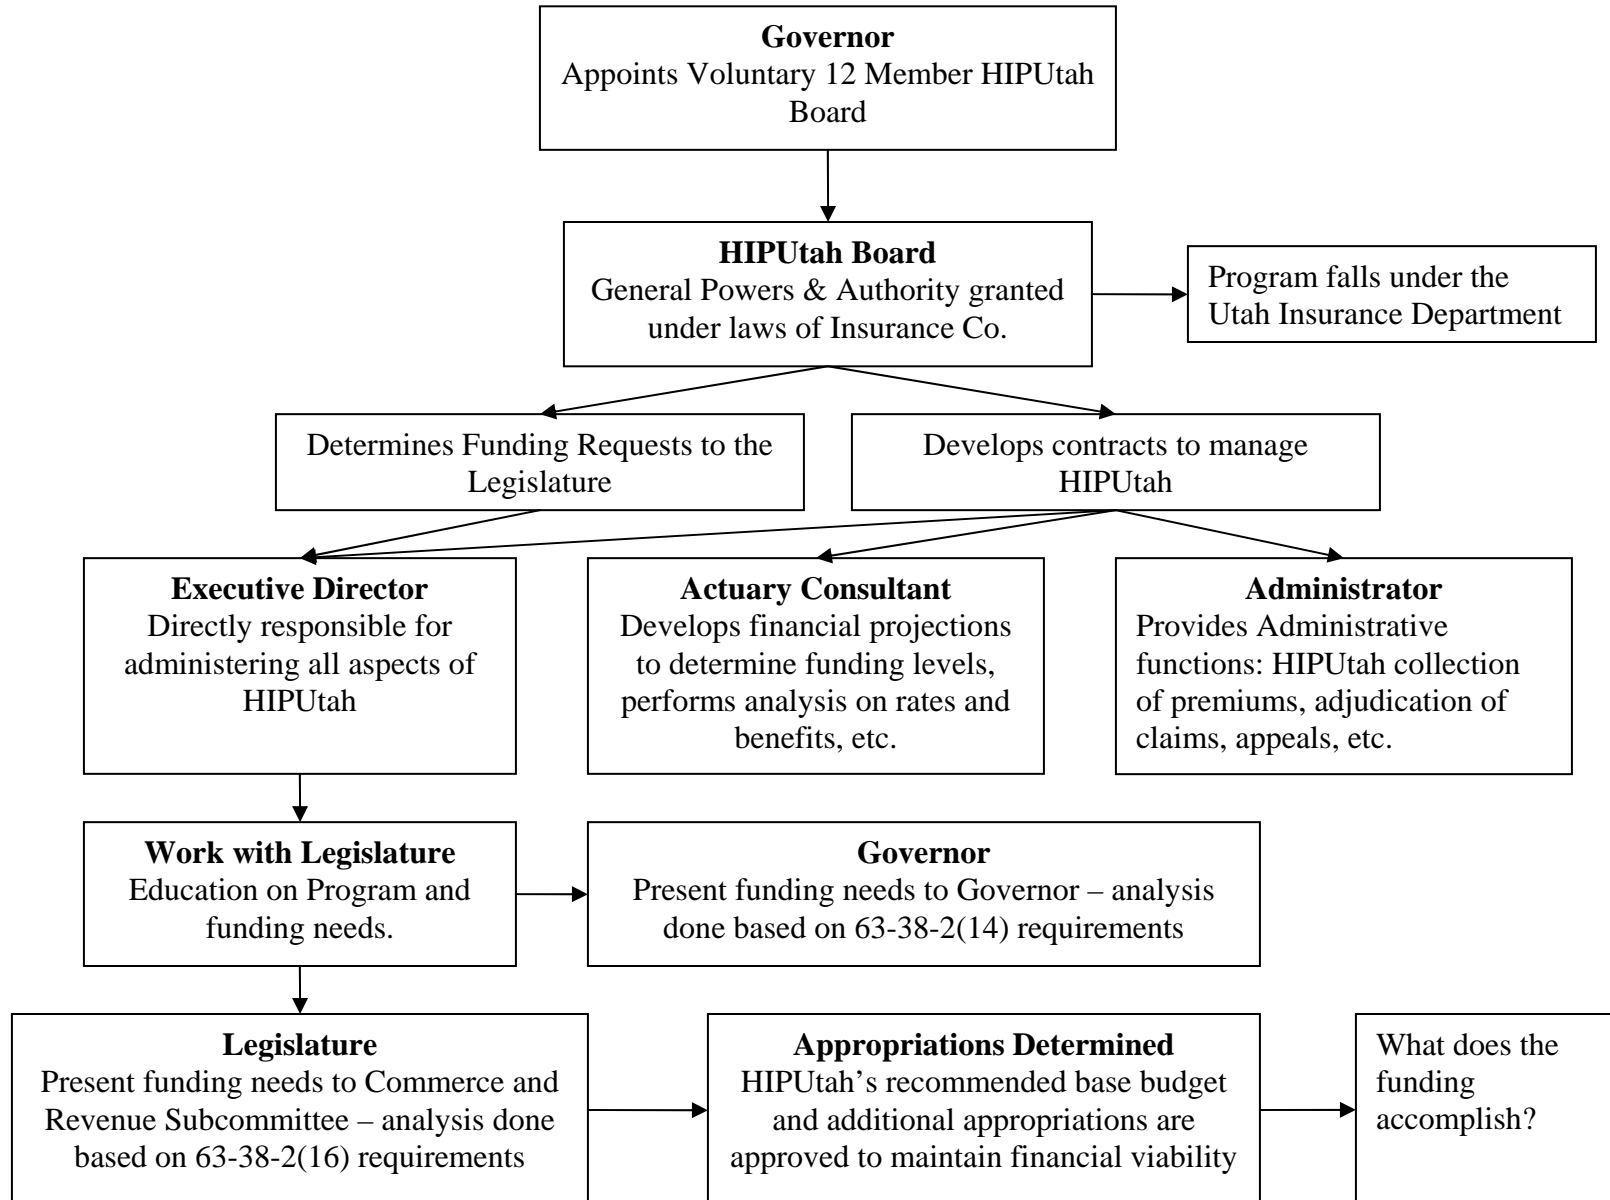 Governor
Appoints Voluntary 12 Member HIPUtah
Board
HIPUtah Board
General Powers & Authority granted
under laws of Insurance Co.
Program falls under the
Utah Insurance Department
Determines Funding Requests to the
Legislature
Develops contracts to manage
HIPUtah
Executive Director
Directly responsible for
administering all aspects of
HIPUtah
Actuary Consultant
Develops financial projections
to determine funding levels,
performs analysis on rates and
benefits, etc.
Administrator
Provides Administrative
functions: HIPUtah collection
of premiums, adjudication of
claims, appeals, etc.
Work with Legislature
Education on Program and
funding needs.
Governor
Present funding needs to Governor – analysis
done based on 63-38-2(14) requirements
Legislature
Present funding needs to Commerce and
Revenue Subcommittee – analysis done
based on 63-38-2(16) requirements
Appropriations Determined
HIPUtah’s recommended base budget
and additional appropriations are
approved to maintain financial viability
What does the
funding
accomplish?